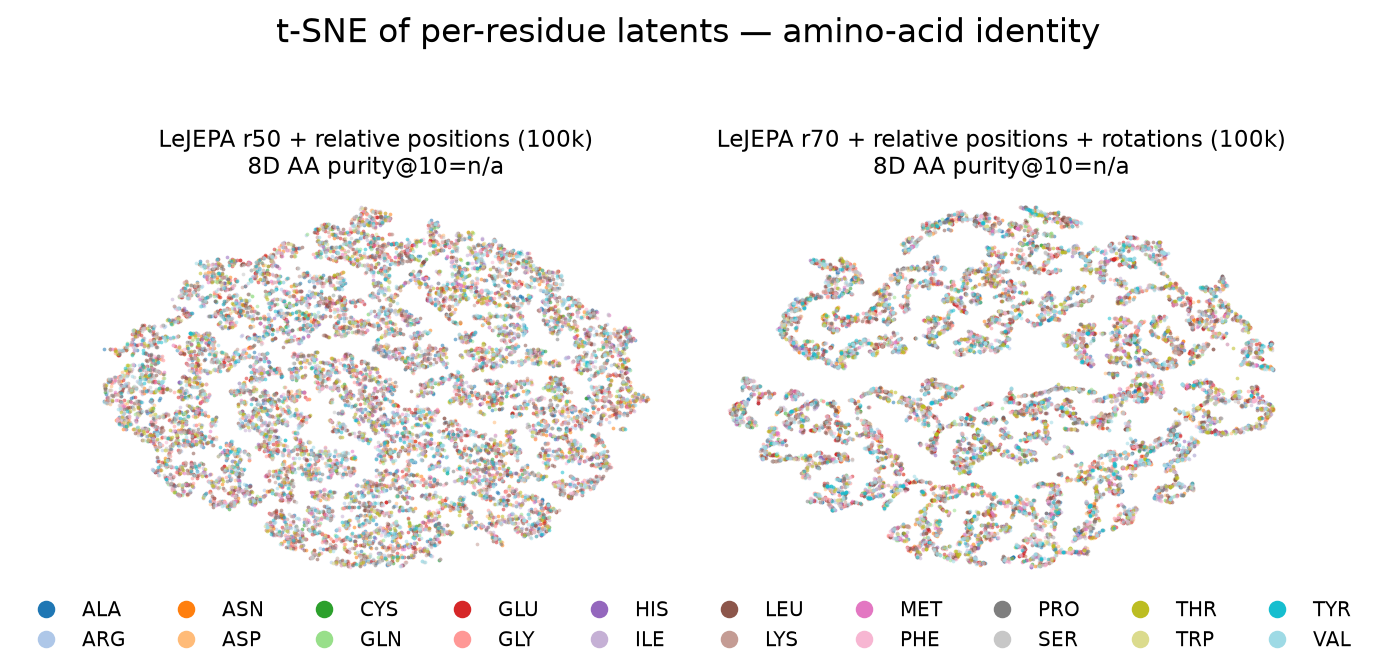 t-SNE of per-residue latents — amino-acid identity
LeJEPA r50 + relative positions (100k)
8D AA purity@10=n/a
LeJEPA r70 + relative positions + rotations (100k)
8D AA purity@10=n/a
ALA ASN CYS GLU HIS LEU MET PRO THR TYR
ARG ASP GLN GLY ILE LYS PHE SER TRP VAL